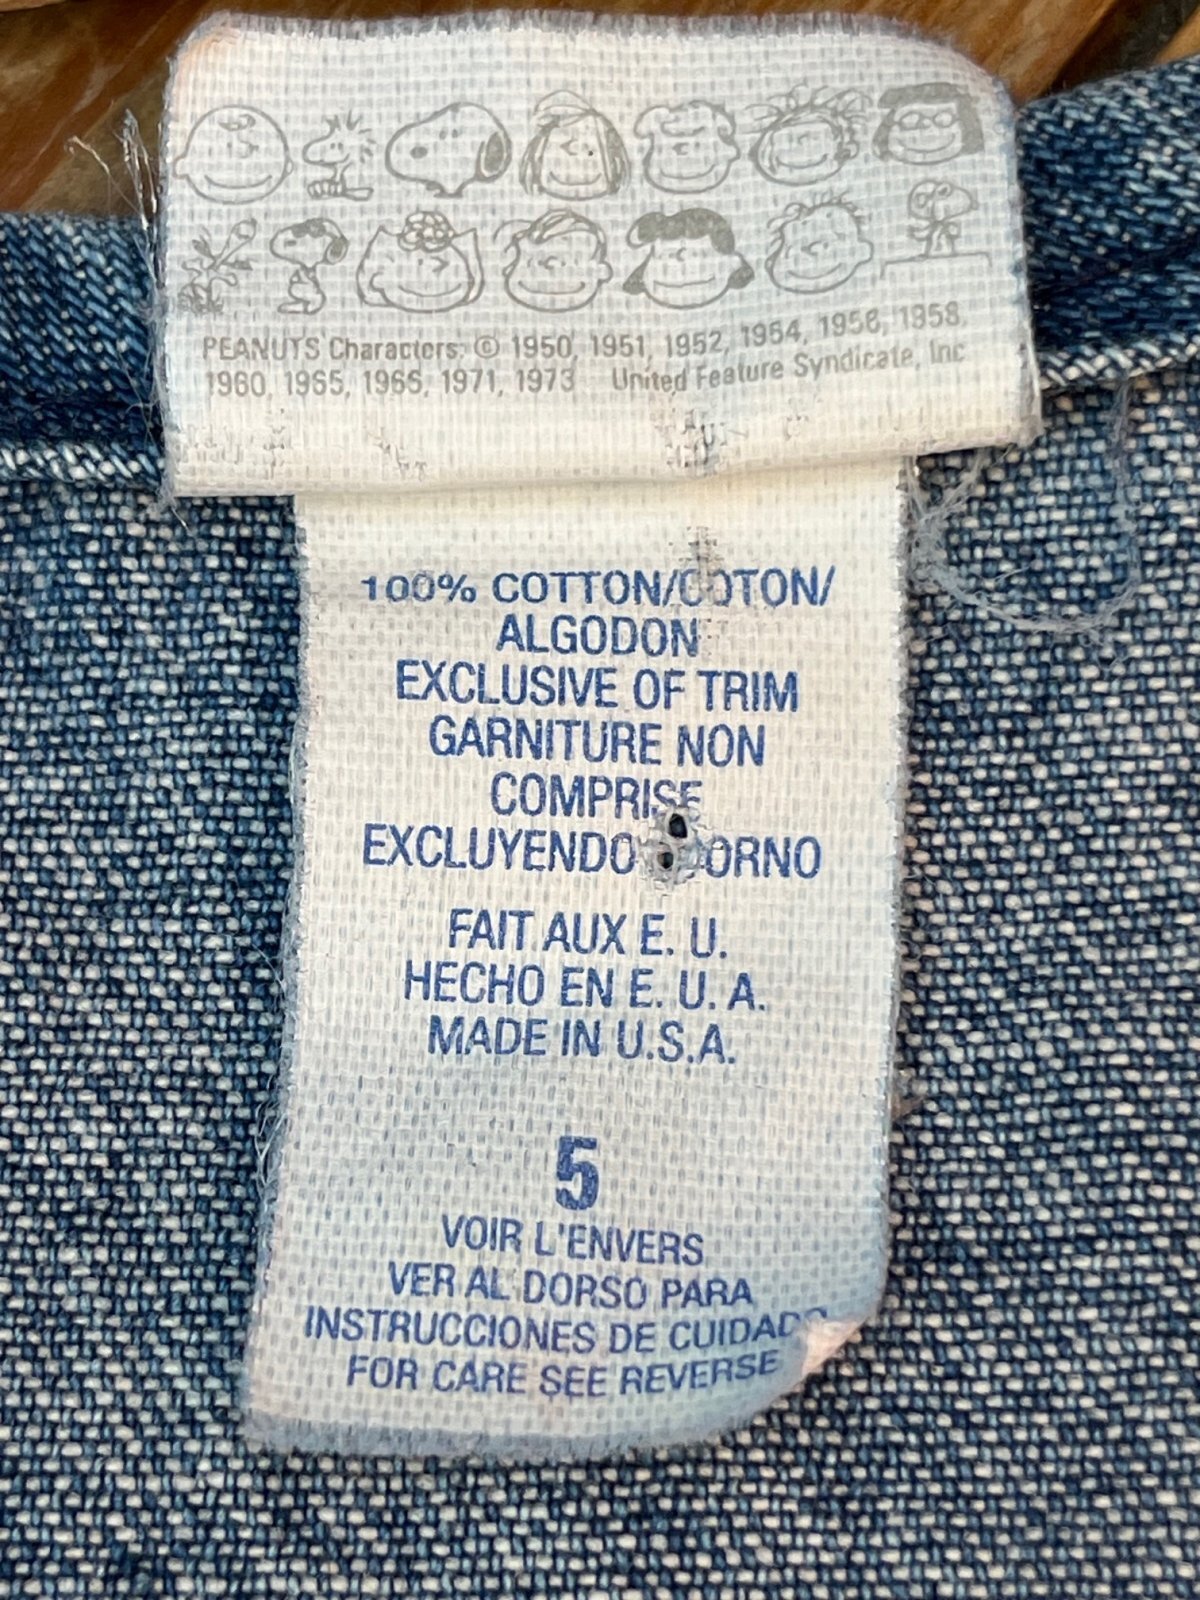 PEANUTS Characters: © 1950, 1951, 1952, 1954, 1956, 1958,
1960, 1965, 1966, 1971, 1973 United Feature Syndicate, Inc
100% COTTON/COTON/
ALGODON
EXCLUSIVE OF TRIM
GARNITURE NON
COMPRISE
EXCLUYENDO
FAIT AUX E. U.
HECHO EN E. U. A.
MADE IN U.S.A.
5
VOIR L'ENVERS
VER AL DORSO PARA
INSTRUCCIONES DE CUIDADO
FOR CARE SEE REVERSE